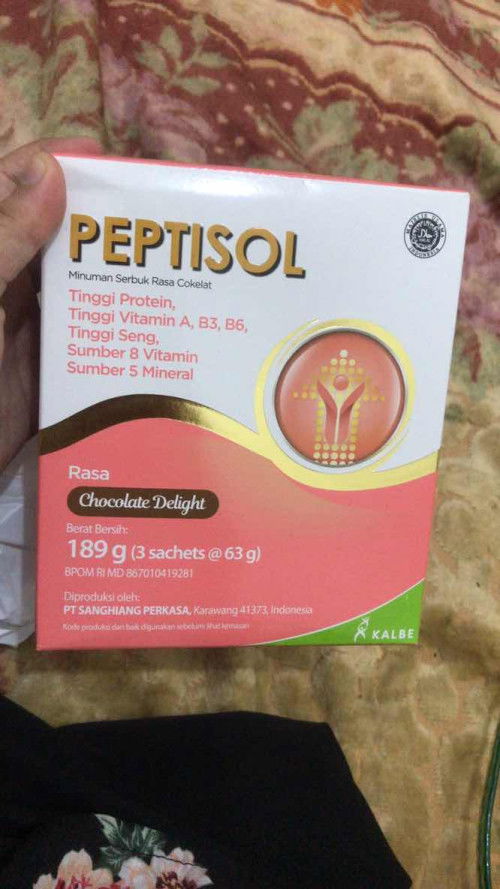 PEPTISOL
Minuman Serbuk Rasa Cokelat
Tinggi Protein,
Tinggi Vitamin A, B3, B6,
Tinggi Seng,
Sumber 8 Vitamin
Sumber 5 Mineral
Rasa
Chocolate Delight
Berat Bersih:
189 g (3 sachets @ 63 g)
BPOM RI MD 867010419281
Diproduksi oleh:
PT SANGHIANG PERKASA, Karawang 41373, Indonesia
Kode produksi dan baik digunakan sebelum lihat kemasan
KALBE